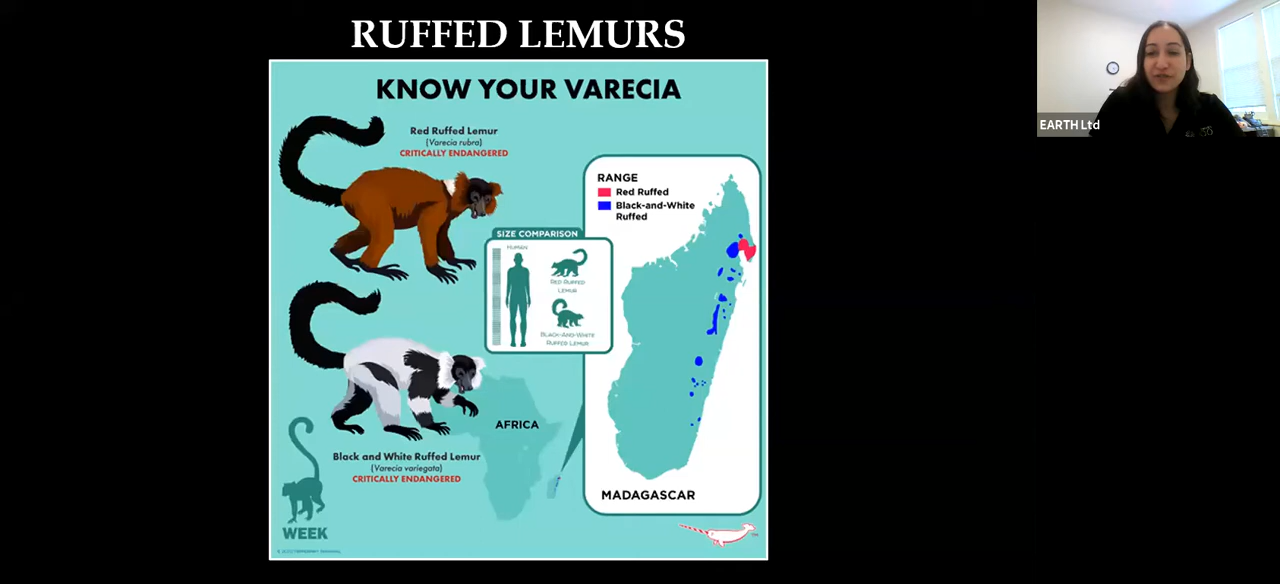 RUFFED LEMURS
EARTH Ltd
KNOW YOUR VARECIA
Red Ruffed Lemur
(Varecia rubra)
CRITICALLY ENDANGERED
RANGE
Red Ruffed
Black-and-White
Ruffed
SIZE COMPARISON
HUMAN
RED RUFFED
LEMUR
BLACK-AND-WHITE
RUFFED LEMUR
AFRICA
Black and White Ruffed Lemur
(Varecia variegata)
CRITICALLY ENDANGERED
MADAGASCAR
WEEK